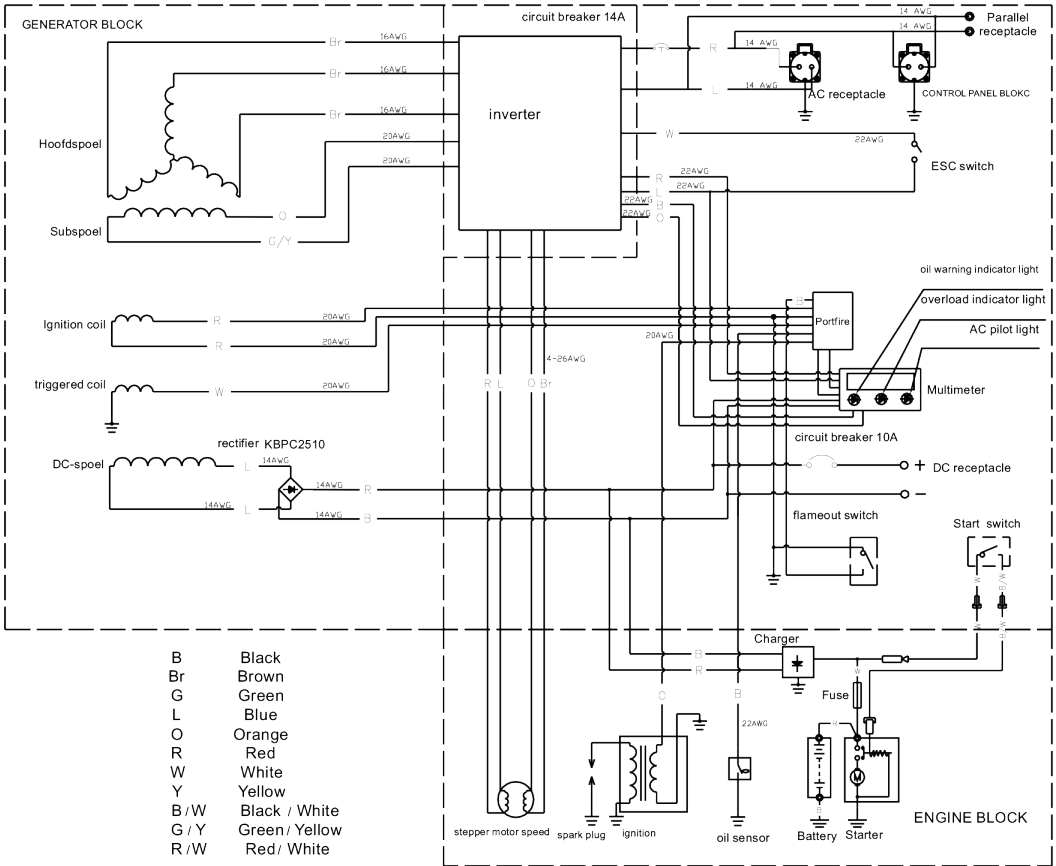 GENERATOR BLOCK
circuit breaker 14A
14 AWG
Parallel
receptacle
14 AWG
Br
16AWG
R
14 AWG
Br
16AWG
L
14 AWG
AC receptacle
CONTROL PANEL BLOKC
inverter
Br
16AWG
Hoofdspoel
20AWG
W
22AWG
20AWG
ESC switch
R
22AWG
L
22AWG
22AWG
B
22AWG
O
O
Subspoel
G/Y
oil warning indicator light
overload indicator light
AC pilot light
B
Portfire
Ignition coil
R
20AWG
R
20AWG
20AWG
4-26AWG
triggered coil
W
20AWG
R
L
O
Br
Multimeter
circuit breaker 10A
rectifier KBPC2510
DC-spoel
L
14AWG
+
DC receptacle
14AWG
R
14AWG
L
14AWG
B
−
flameout switch
Start switch
W
B/W
W
B/W
Charger
B
R
W
Fuse
O
B
22AWG
R
M
B
stepper motor speed
spark plug
ignition
oil sensor
Battery
Starter
ENGINE BLOCK
B Black
Br Brown
G Green
L Blue
O Orange
R Red
W White
Y Yellow
B/W Black / White
G/Y Green/Yellow
R/W Red/ White